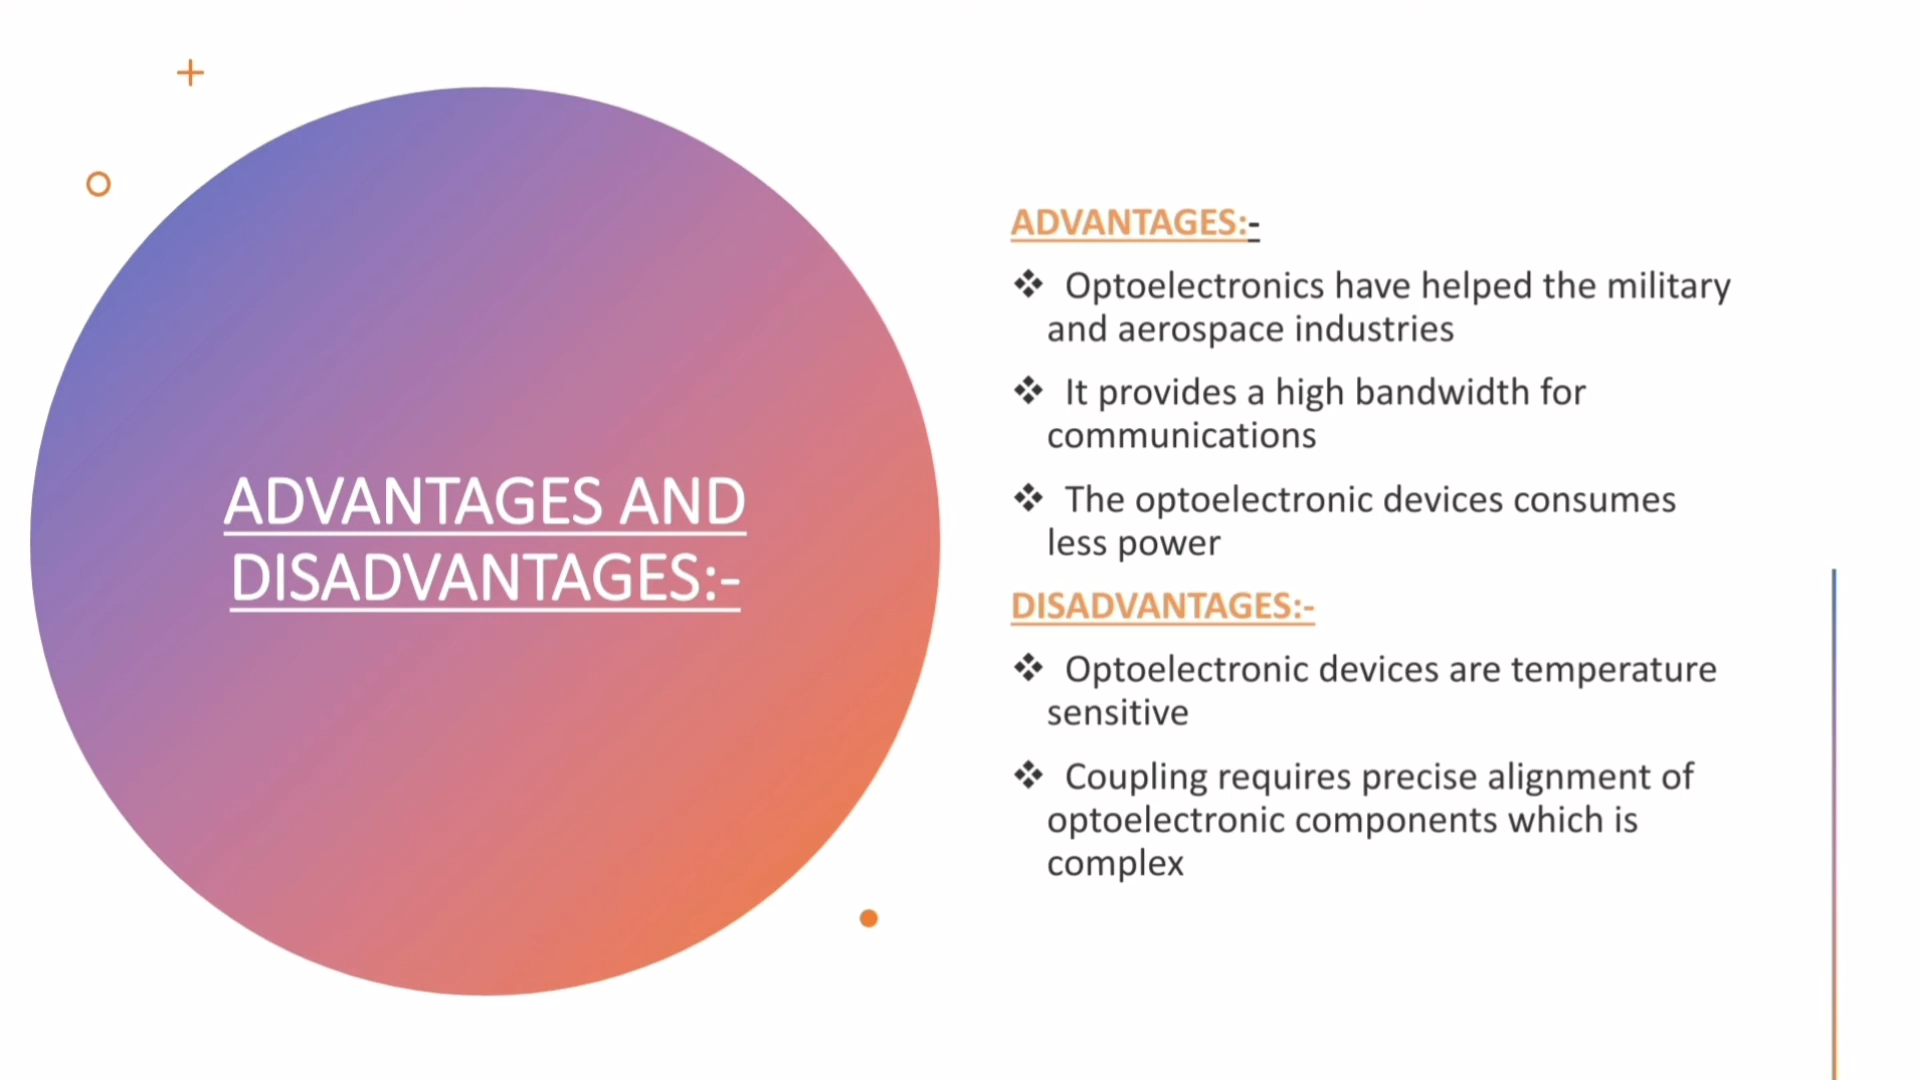 ADVANTAGES AND
DISADVANTAGES:-
ADVANTAGES:-
❖ Optoelectronics have helped the military
and aerospace industries
❖ It provides a high bandwidth for
communications
❖ The optoelectronic devices consumes
less power
DISADVANTAGES:-
❖ Optoelectronic devices are temperature
sensitive
❖ Coupling requires precise alignment of
optoelectronic components which is
complex